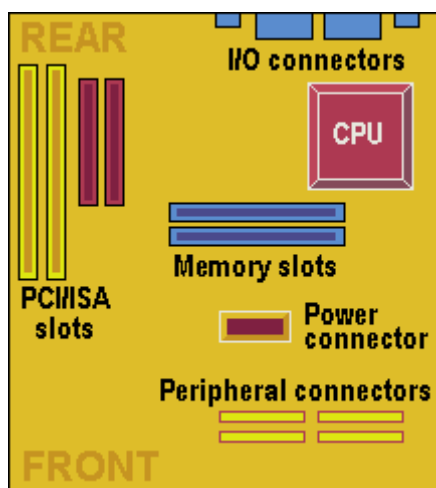 REAR
I/O connectors
CPU
Memory slots
PCI/ISA
slots
Power
connector
Peripheral connectors
FRONT